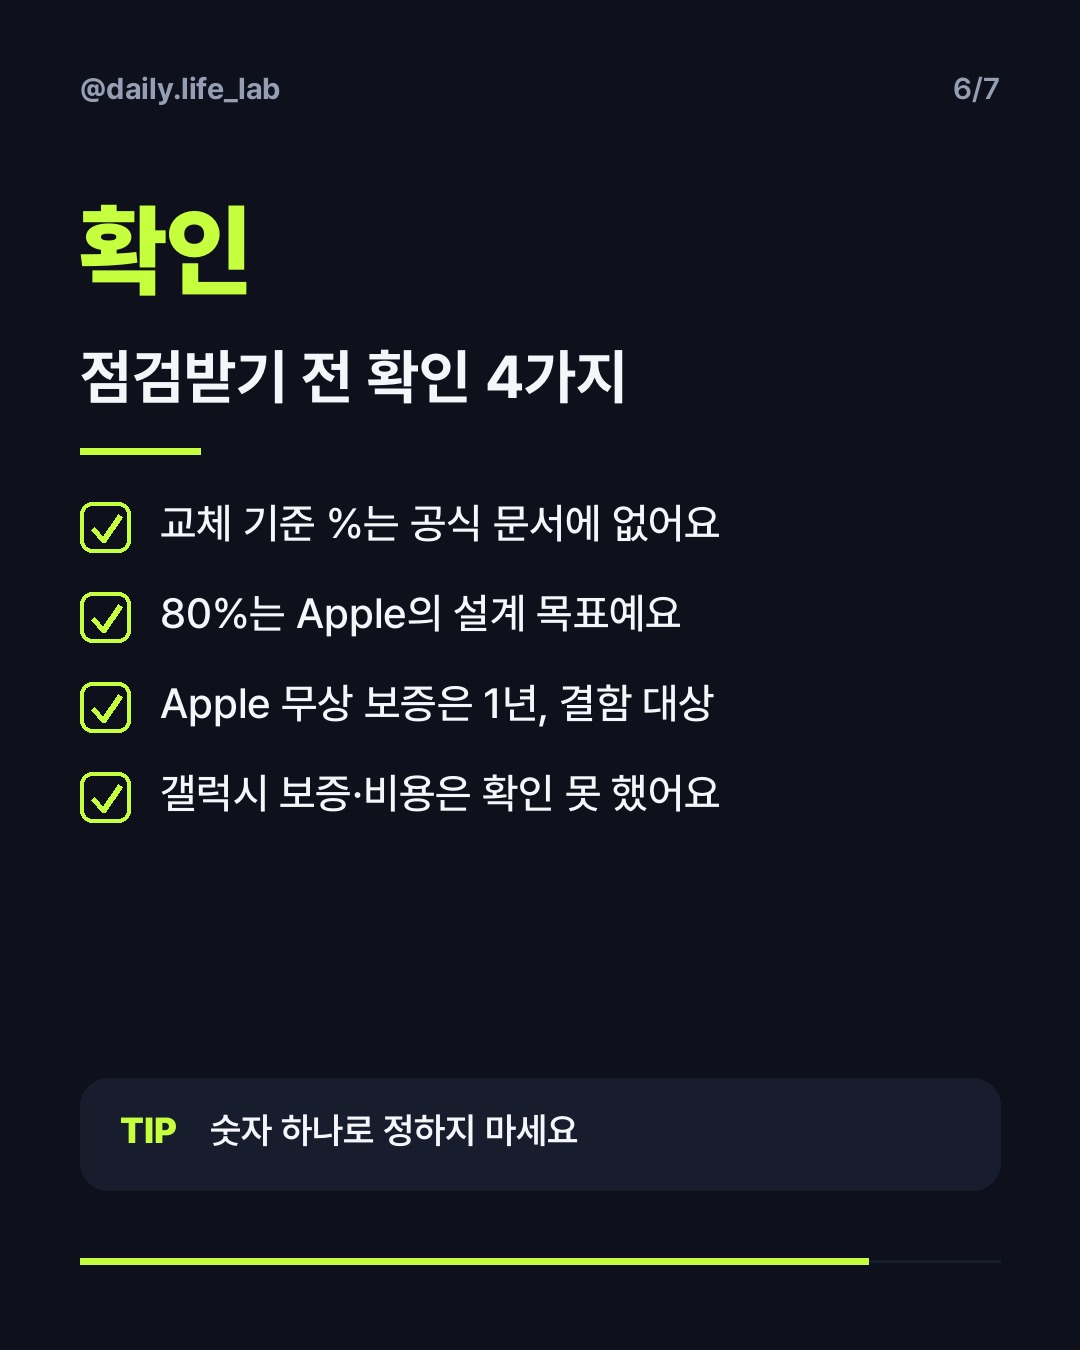 @daily.life_lab
6/7
확인
점검받기 전 확인 4가지
교체 기준 %는 공식 문서에 없어요
80%는 Apple의 설계 목표예요
Apple 무상 보증은 1년, 결함 대상
갤럭시 보증·비용은 확인 못 했어요
TIP 숫자 하나로 정하지 마세요